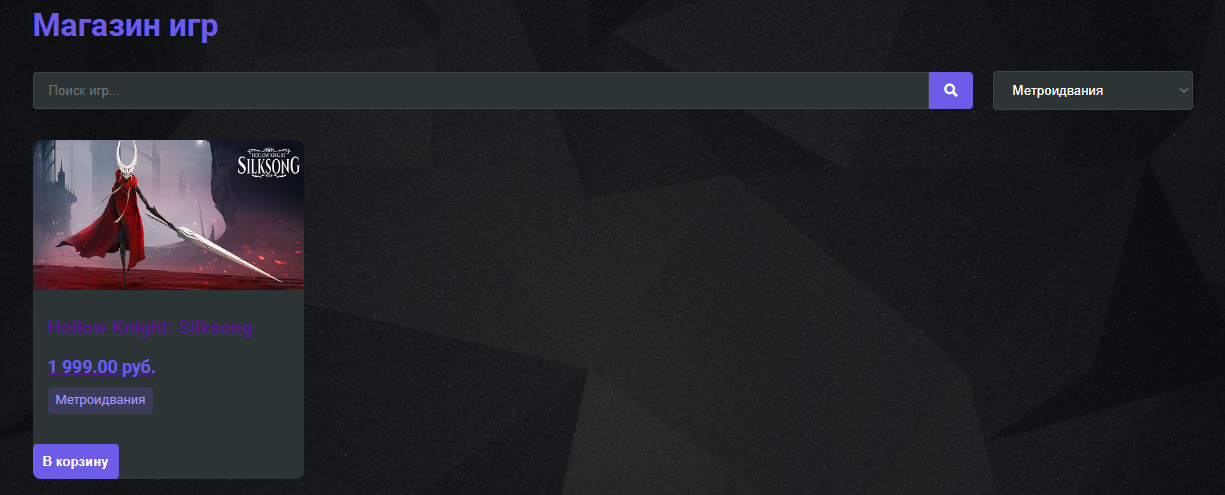 Магазин игр
Поиск игр...
Метроидвания
HOLLOW KNIGHT
SILKSONG
Hollow Knight: Silksong
1 999.00 руб.
Метроидвания
В корзину